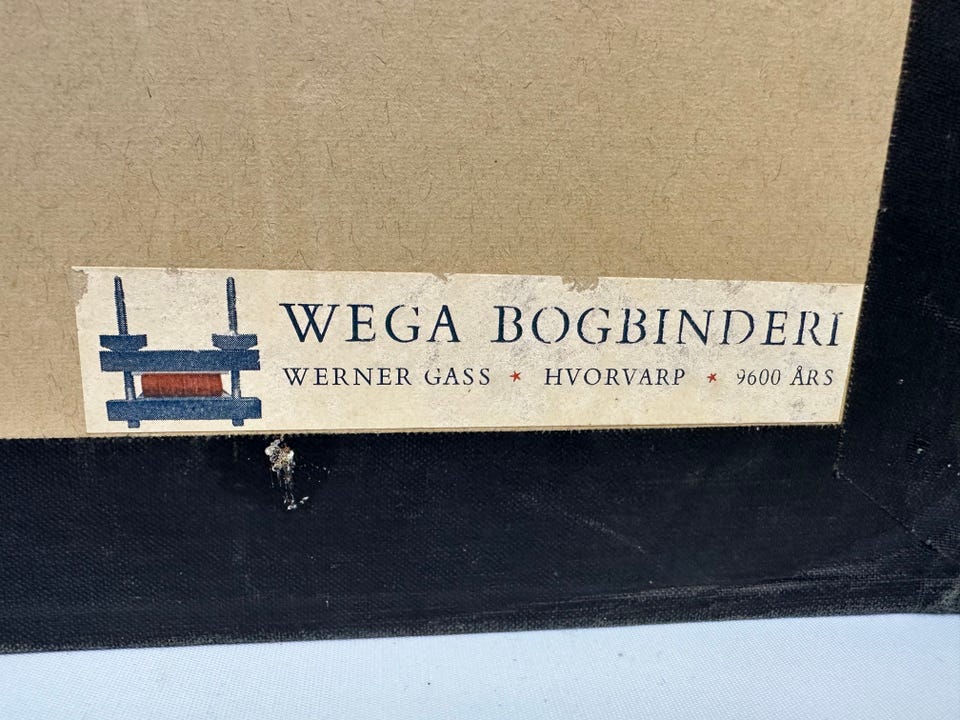 WEGA BOGBINDERI
WERNER GASS * HVORVARP * 9600 ÅRS